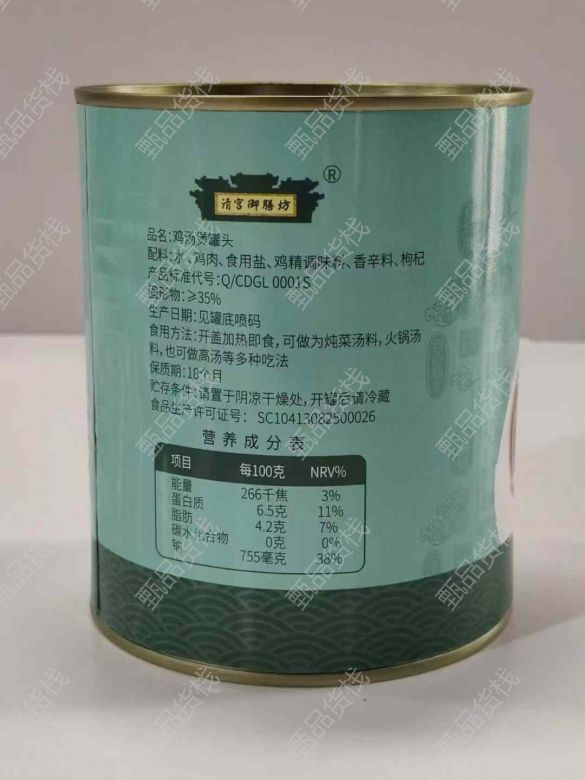 清宫御膳坊
®
品名:鸡汤煲罐头
配料:水、鸡肉、食用盐、鸡精调味料、香辛料、枸杞
产品标准代号:Q/CDGL 0001S
固形物:≥35%
生产日期:见罐底喷码
食用方法:开盖加热即食,可做为炖菜汤料,火锅汤
料,也可做高汤等多种吃法
保质期:18个月
贮存条件:请置于阴凉干燥处,开罐后请冷藏
食品生产许可证号: SC10413082500026
营养成分表
项目 每100克 NRV%
能量 266千焦 3%
蛋白质 6.5克 11%
脂肪 4.2克 7%
碳水化合物 0克 0%
钠 755毫克 38%
甄品货栈